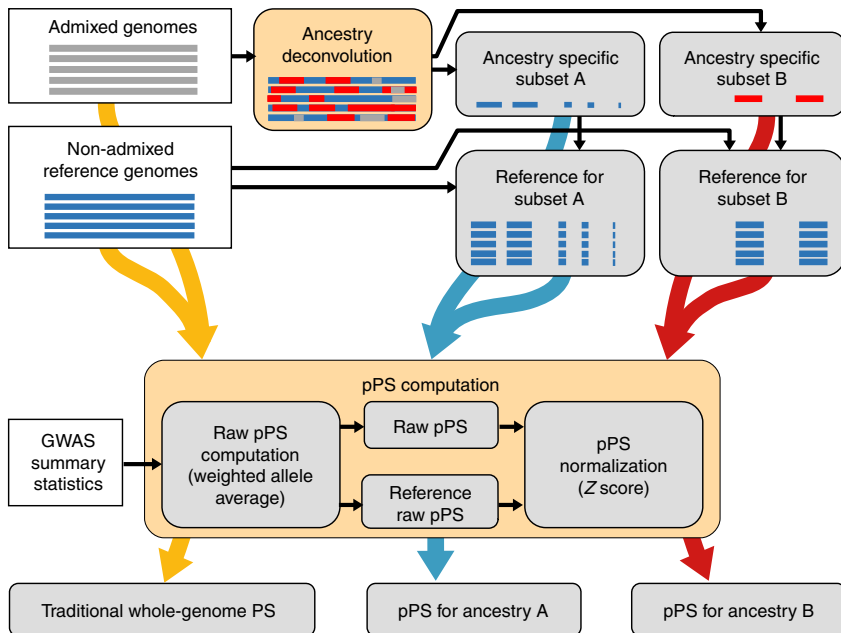 Admixed genomes
Ancestry
deconvolution
Ancestry specific
subset A
Ancestry specific
subset B
Non-admixed
reference genomes
Reference for
subset A
Reference for
subset B
pPS computation
GWAS
summary
statistics
Raw pPS
computation
(weighted allele
average)
Raw pPS
Reference
raw pPS
pPS
normalization
(Z score)
Traditional whole-genome PS
pPS for ancestry A
pPS for ancestry B